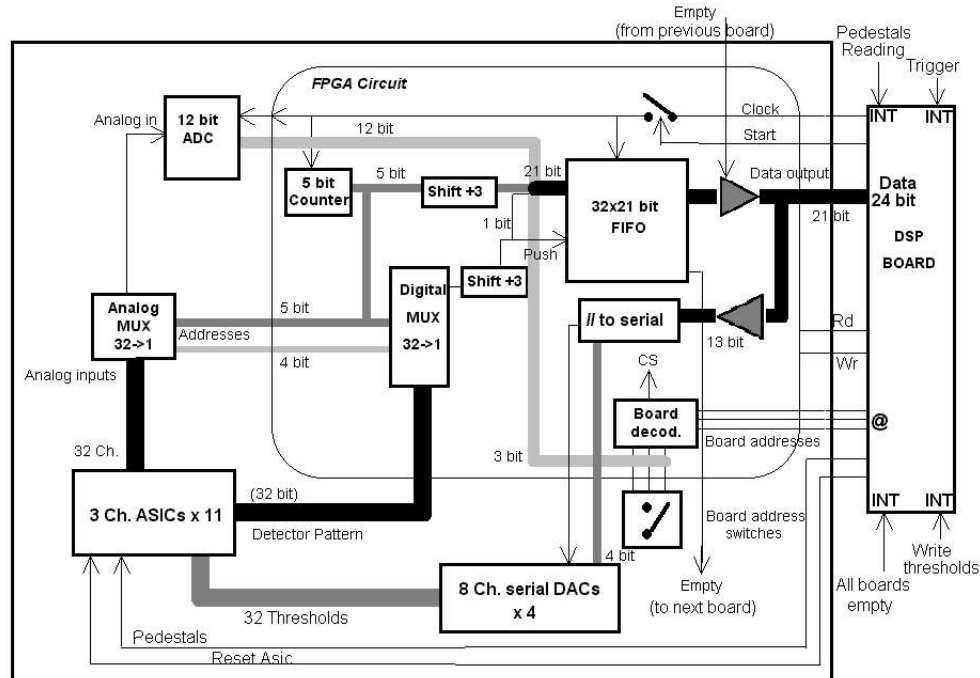 Empty
(from previous board)
Pedestals
Reading
Trigger
FPGA Circuit
Analog in
12 bit
ADC
12 bit
Clock
Start
INT
INT
5 bit
Counter
5 bit
Shift +3
21 bit
1 bit
Push
32x21 bit
FIFO
Data output
21 bit
Data
24 bit
DSP
BOARD
Shift +3
Analog
MUX
32->1
5 bit
Addresses
4 bit
Digital
MUX
32->1
// to serial
13 bit
Rd
Wr
CS
Analog inputs
Board
decod.
@
Board addresses
32 Ch.
3 bit
3 Ch. ASICs x 11
(32 bit)
Detector Pattern
Board address
switches
INT
INT
4 bit
8 Ch. serial DACs
x 4
Empty
(to next board)
All boards
empty
Write
thresholds
32 Thresholds
Pedestals
Reset Asic